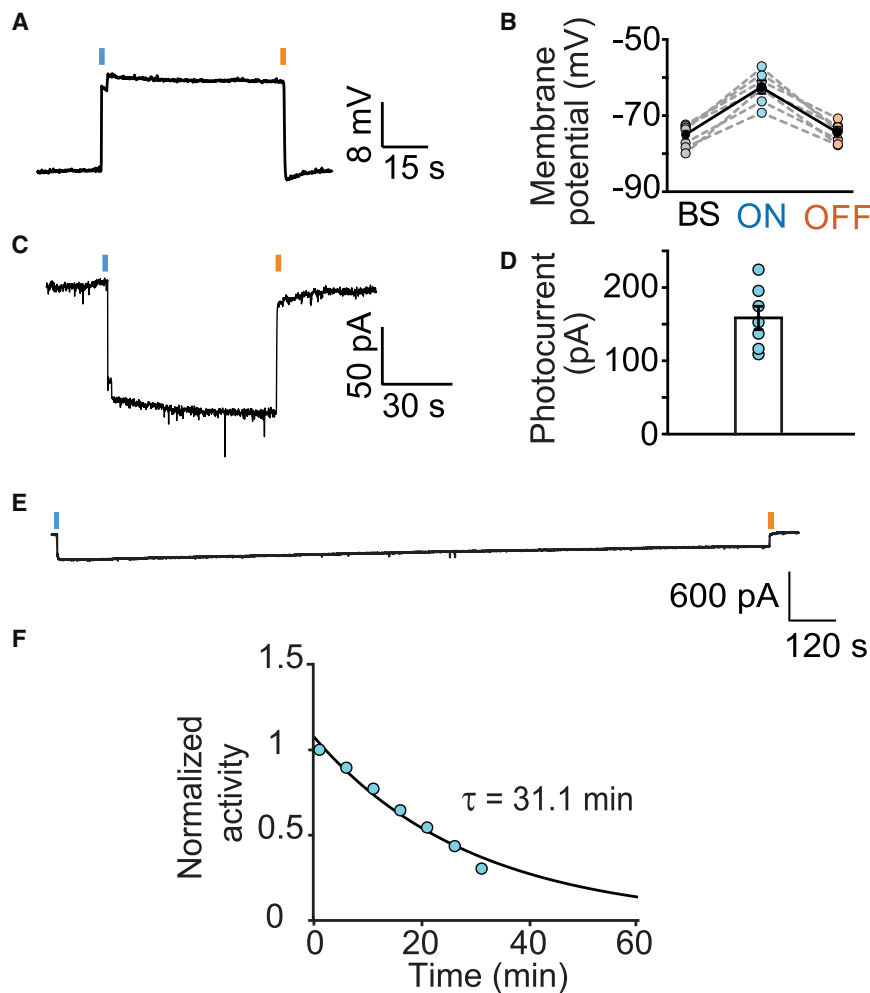 A
8 mV
15 s
B
Membrane
potential (mV)
-50
-70
-90
BS
ON
OFF
C
50 pA
30 s
D
Photocurrent
(pA)
200
150
0
E
600 pA
120 s
F
Normalized
activity
1.5
1
0.5
0
τ = 31.1 min
0
20
40
60
Time (min)